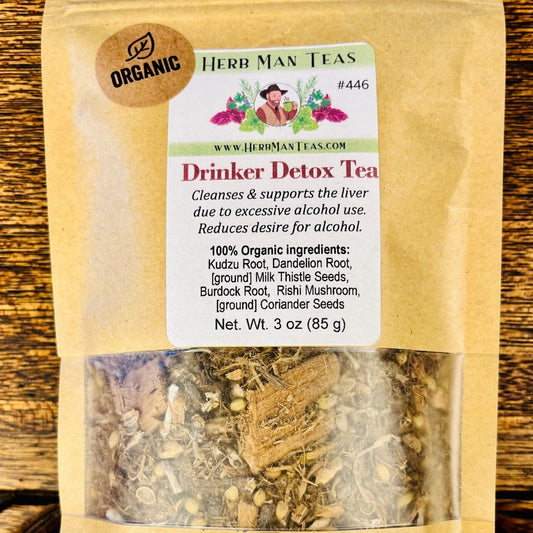 ORGANIC
HERB MAN TEAS
#446
WWW.HERBMANTEAS.COM
Drinker Detox Tea
Cleanses & supports the liver
due to excessive alcohol use.
Reduces desire for alcohol.
100% Organic ingredients:
Kudzu Root, Dandelion Root,
[ground] Milk Thistle Seeds,
Burdock Root, Rishi Mushroom,
[ground] Coriander Seeds
Net. Wt. 3 oz (85 g)